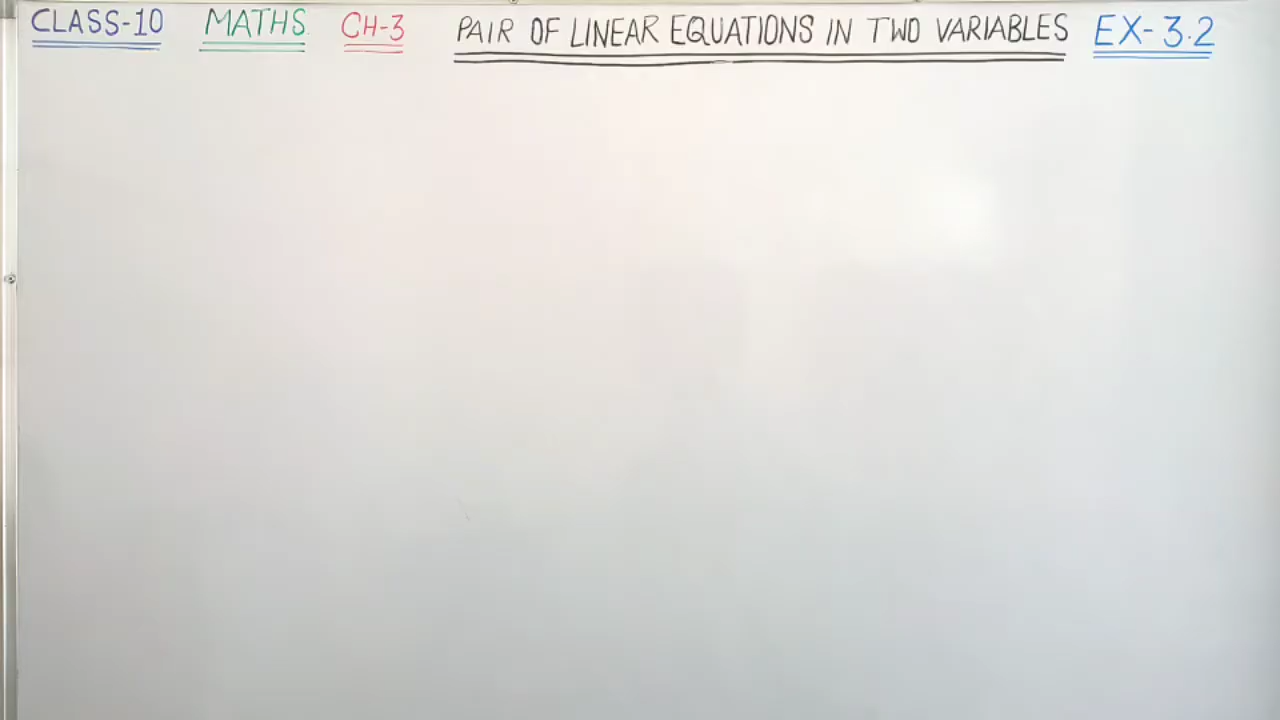 CLASS-10 MATHS CH-3 PAIR OF LINEAR EQUATIONS IN TWO VARIABLES EX-3.2